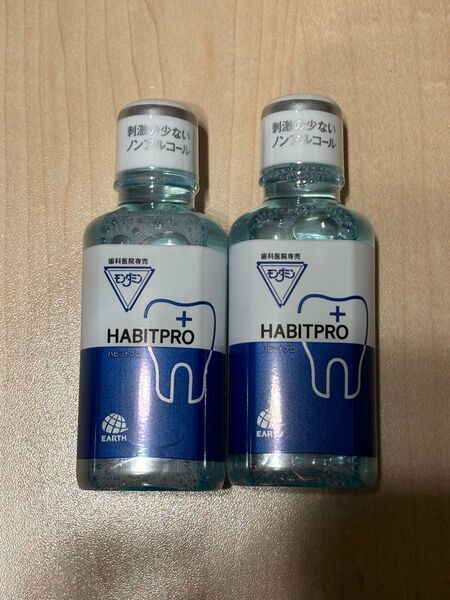 刺激の少ない
ノンアルコール
歯科医院専売
モンダミン
HABITPRO
ハビットプロ
EARTH
刺激の少ない
ノンアルコール
歯科医院専売
モンダミン
HABITPRO
ハビットプロ
EARTH